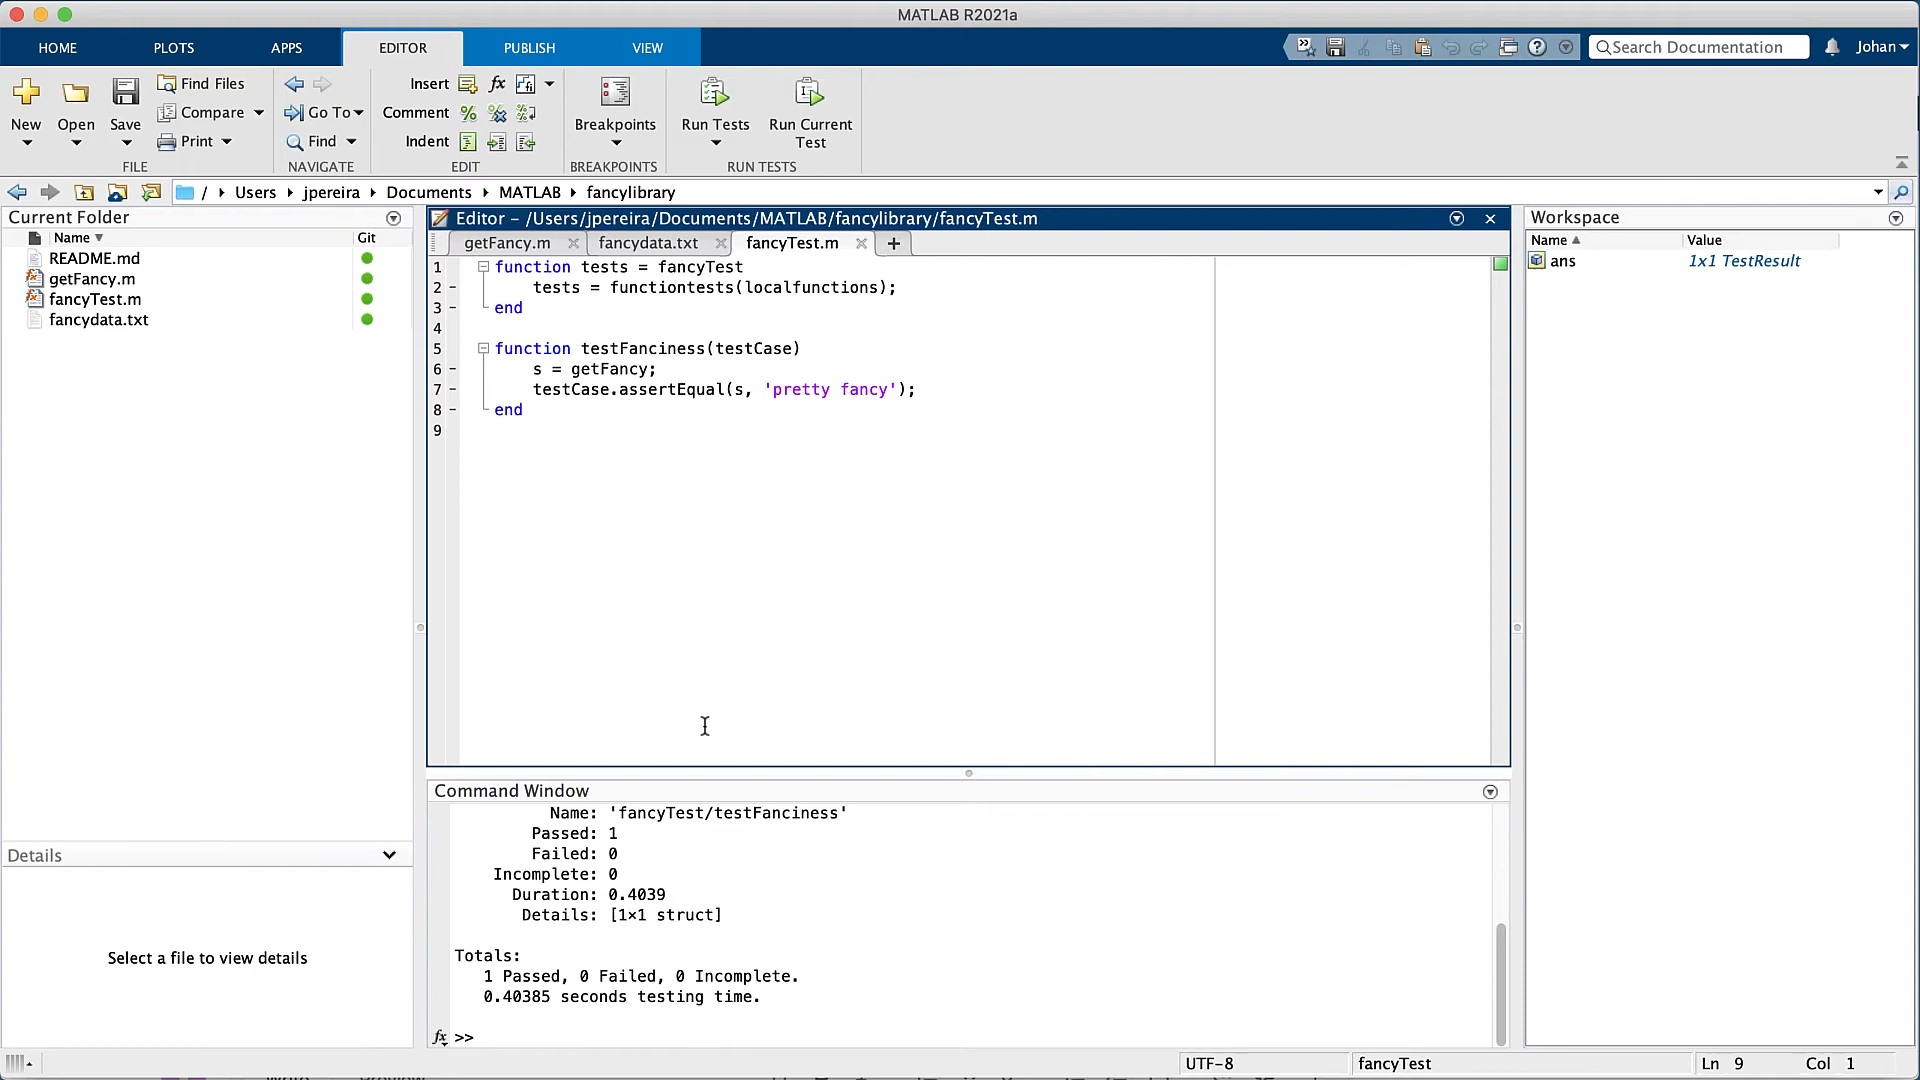 MATLAB R2021a
HOME PLOTS APPS EDITOR PUBLISH VIEW Search Documentation Johan
New Open Save Find Files Compare Print FILE
Go To Find NAVIGATE
Insert fx Comment Indent EDIT
Breakpoints BREAKPOINTS
Run Tests Run Current Test RUN TESTS
/ Users jpereira Documents MATLAB fancylibrary
Current Folder
Name Git
README.md
getFancy.m
fancyTest.m
fancydata.txt
Details
Select a file to view details
Editor – /Users/jpereira/Documents/MATLAB/fancylibrary/fancyTest.m
getFancy.m fancydata.txt fancyTest.m
1 function tests = fancyTest
2 tests = functiontests(localfunctions);
3 end
4
5 function testFanciness(testCase)
6 s = getFancy;
7 testCase.assertEqual(s, 'pretty fancy');
8 end
9
Command Window
Name: 'fancyTest/testFanciness'
Passed: 1
Failed: 0
Incomplete: 0
Duration: 0.4039
Details: [1×1 struct]
Totals:
1 Passed, 0 Failed, 0 Incomplete.
0.40385 seconds testing time.
fx >>
Workspace
Name Value
ans 1x1 TestResult
UTF-8 fancyTest Ln 9 Col 1